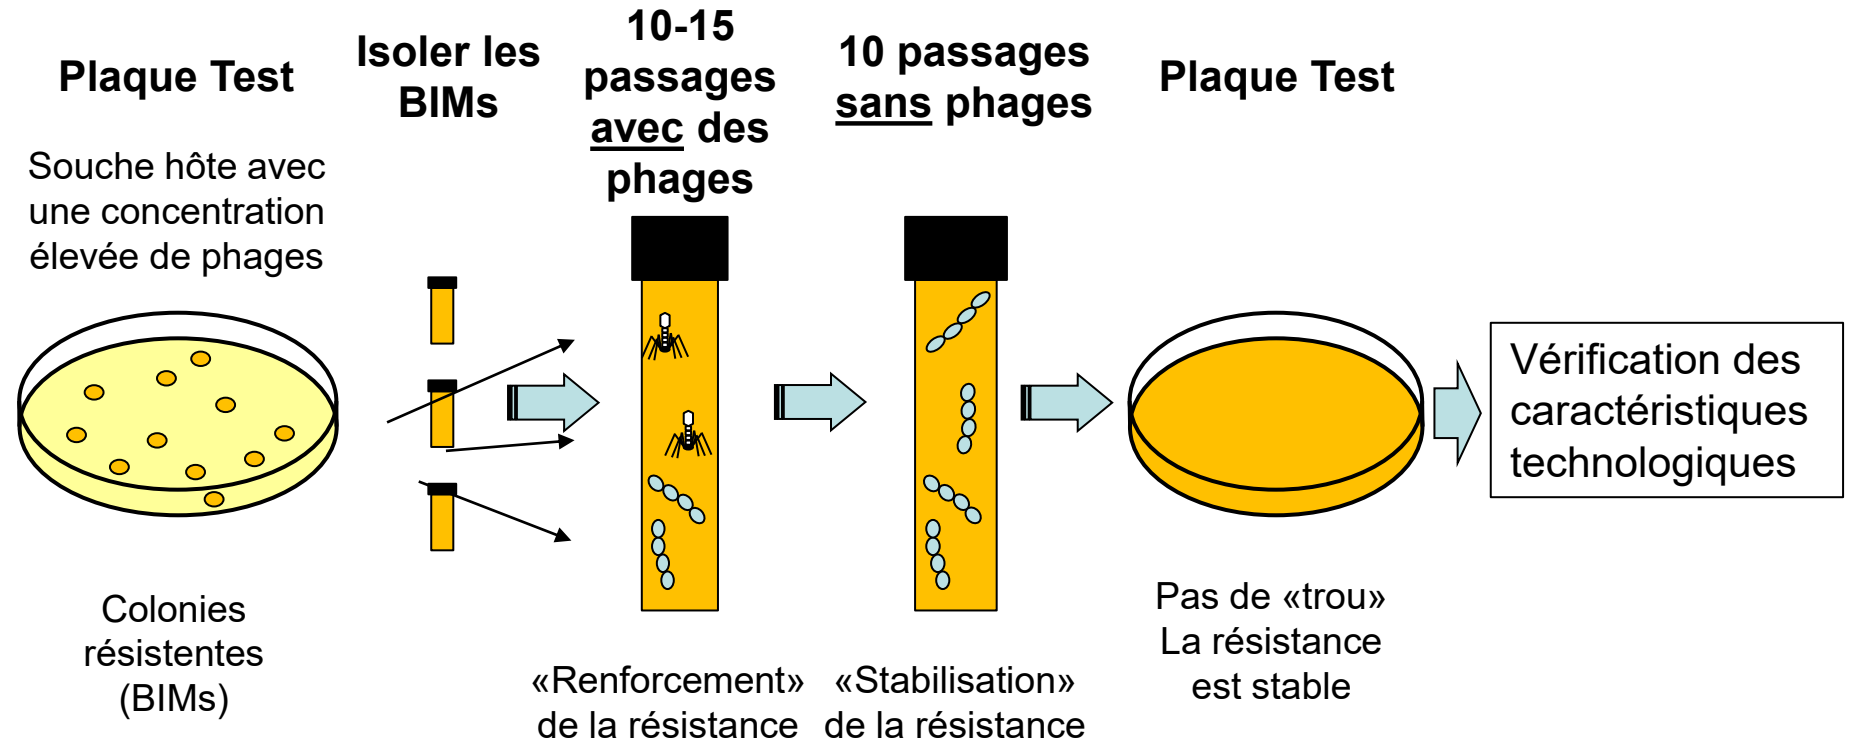 Plaque Test
Souche hôte avec
une concentration
élevée de phages
Colonies
résistentes
(BIMs)
Isoler les
BIMs
10-15
passages
avec des
phages
«Renforcement»
de la résistance
10 passages
sans phages
«Stabilisation»
de la résistance
Plaque Test
Pas de «trou»
La résistance
est stable
Vérification des
caractéristiques
technologiques